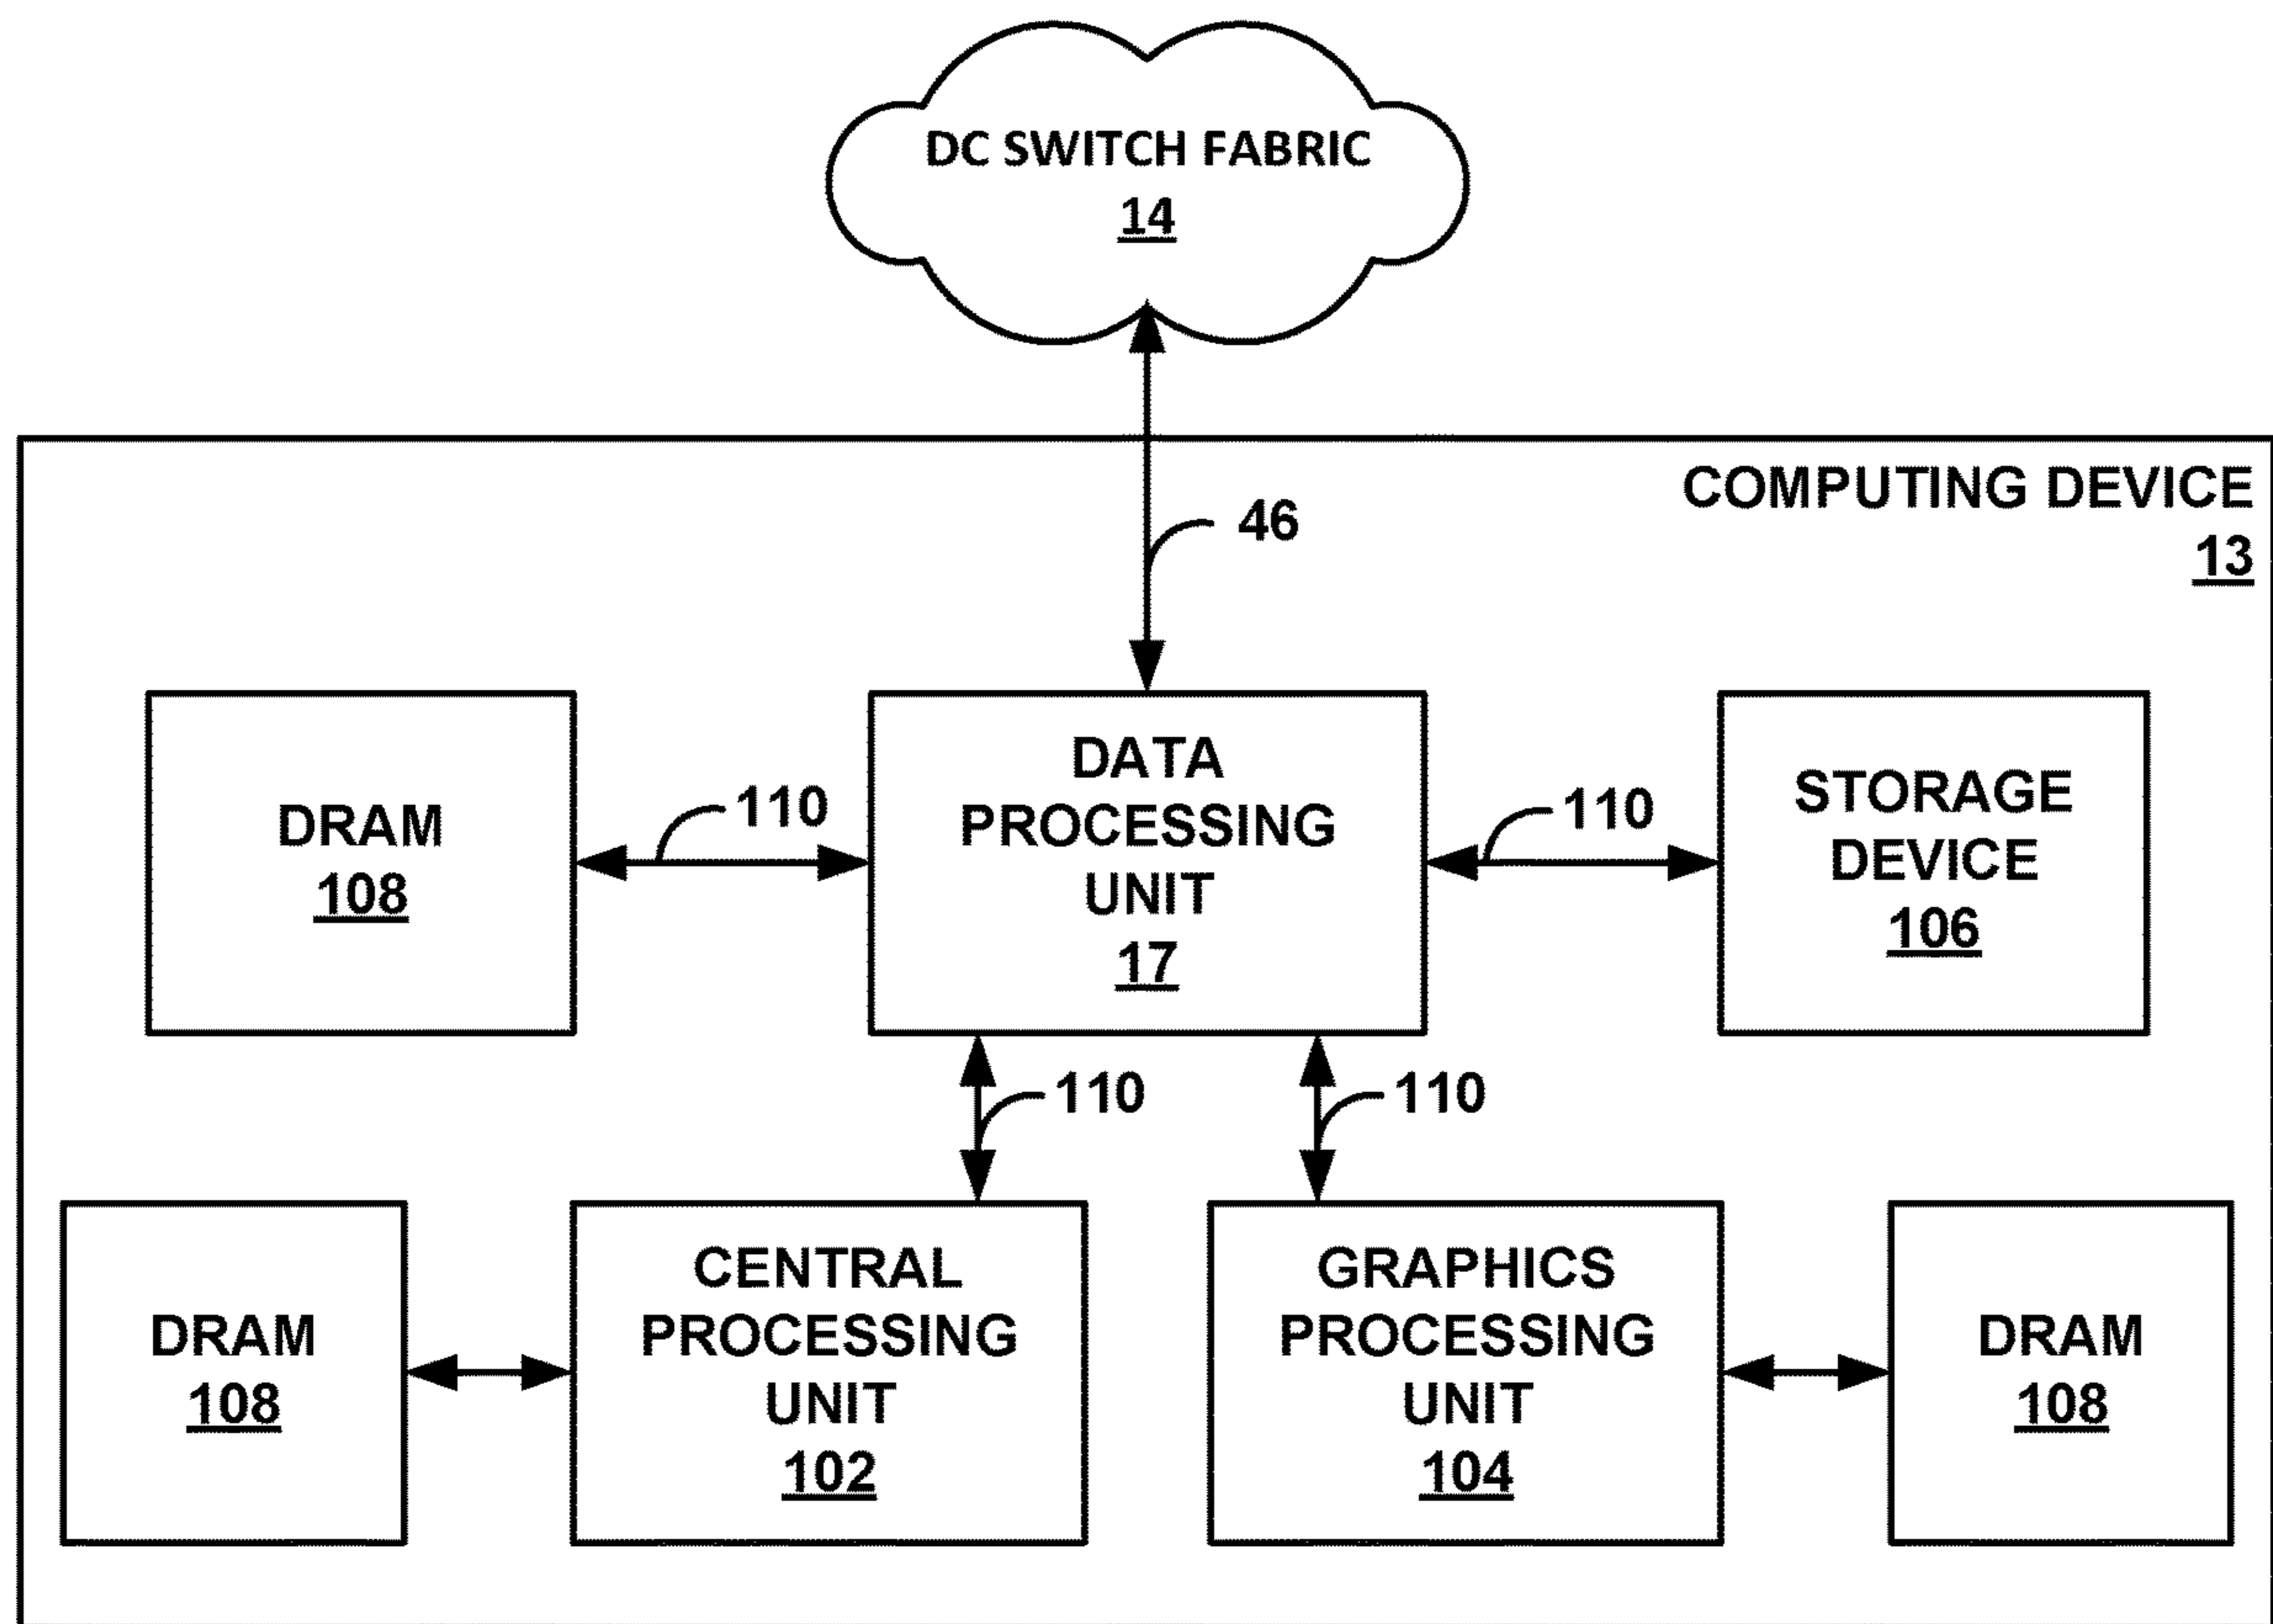 DC SWITCH FABRIC
14
COMPUTING DEVICE
13
46
DRAM
108
110
DATA
PROCESSING
UNIT
17
110
STORAGE
DEVICE
106
110
110
DRAM
108
CENTRAL
PROCESSING
UNIT
102
GRAPHICS
PROCESSING
UNIT
104
DRAM
108